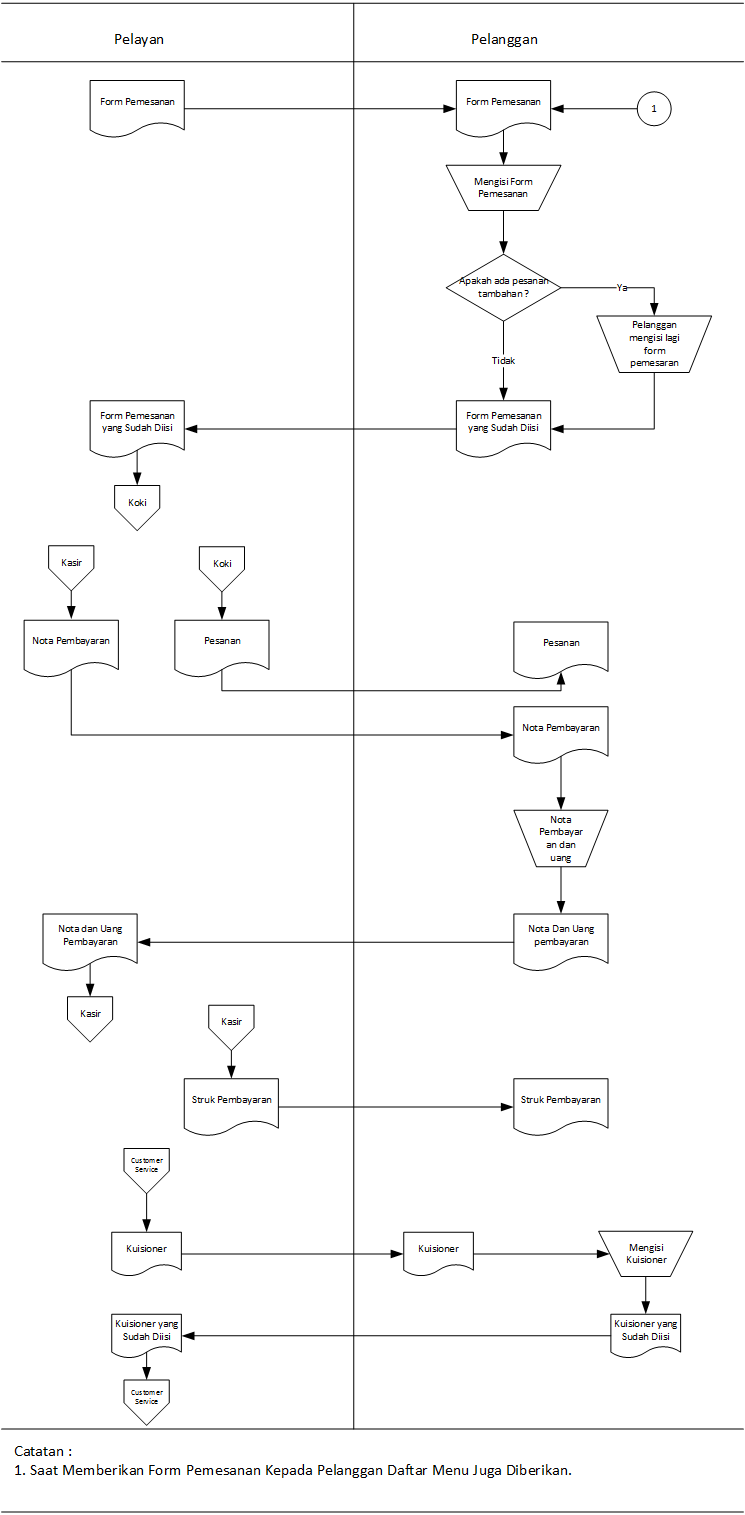 Pelayan
Pelanggan
Form Pemesanan
Form Pemesanan
1
Mengisi Form
Pemesanan
Apakah ada pesanan
tambahan ?
Ya
Pelanggan
mengisi lagi
form
pemesaran
Tidak
Form Pemesanan
yang Sudah Diisi
Form Pemesanan
yang Sudah Diisi
Koki
Kasir
Koki
Nota Pembayaran
Pesanan
Pesanan
Nota Pembayaran
Nota
Pembayar
an dan
uang
Nota dan Uang
Pembayaran
Nota Dan Uang
pembayaran
Kasir
Kasir
Struk Pembayaran
Struk Pembayaran
Customer
Service
Kuisioner
Kuisioner
Mengisi
Kuisioner
Kuisioner yang
Sudah Diisi
Kuisioner yang
Sudah Diisi
Customer
Service
Catatan :
1. Saat Memberikan Form Pemesanan Kepada Pelanggan Daftar Menu Juga Diberikan.